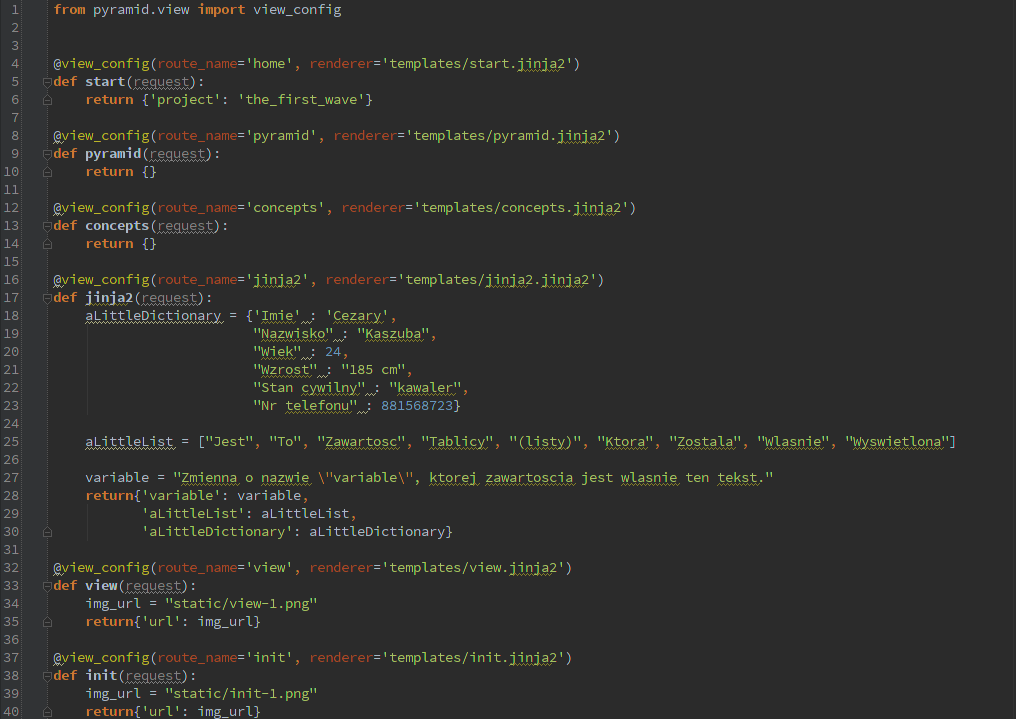 1 from pyramid.view import view_config
2
3
4 @view_config(route_name='home', renderer='templates/start.jinja2')
5 def start(request):
6     return {'project': 'the_first_wave'}
7
8 @view_config(route_name='pyramid', renderer='templates/pyramid.jinja2')
9 def pyramid(request):
10     return {}
11
12 @view_config(route_name='concepts', renderer='templates/concepts.jinja2')
13 def concepts(request):
14     return {}
15
16 @view_config(route_name='jinja2', renderer='templates/jinja2.jinja2')
17 def jinja2(request):
18     aLittleDictionary = {'Imie' : 'Cezary',
19                          "Nazwisko" : "Kaszuba",
20                          "Wiek" : 24,
21                          "Wzrost" : "185 cm",
22                          "Stan cywilny" : "kawaler",
23                          "Nr telefonu" : 881568723}
24
25     aLittleList = ["Jest", "To", "Zawartosc", "Tablicy", "(listy)", "Ktora", "Zostala", "Wlasnie", "Wyswietlona"]
26
27     variable = "Zmienna o nazwie \"variable\", ktorej zawartoscia jest wlasnie ten tekst."
28     return{'variable': variable,
29            'aLittleList': aLittleList,
30            'aLittleDictionary': aLittleDictionary}
31
32 @view_config(route_name='view', renderer='templates/view.jinja2')
33 def view(request):
34     img_url = "static/view-1.png"
35     return{'url': img_url}
36
37 @view_config(route_name='init', renderer='templates/init.jinja2')
38 def init(request):
39     img_url = "static/init-1.png"
40     return{'url': img_url}